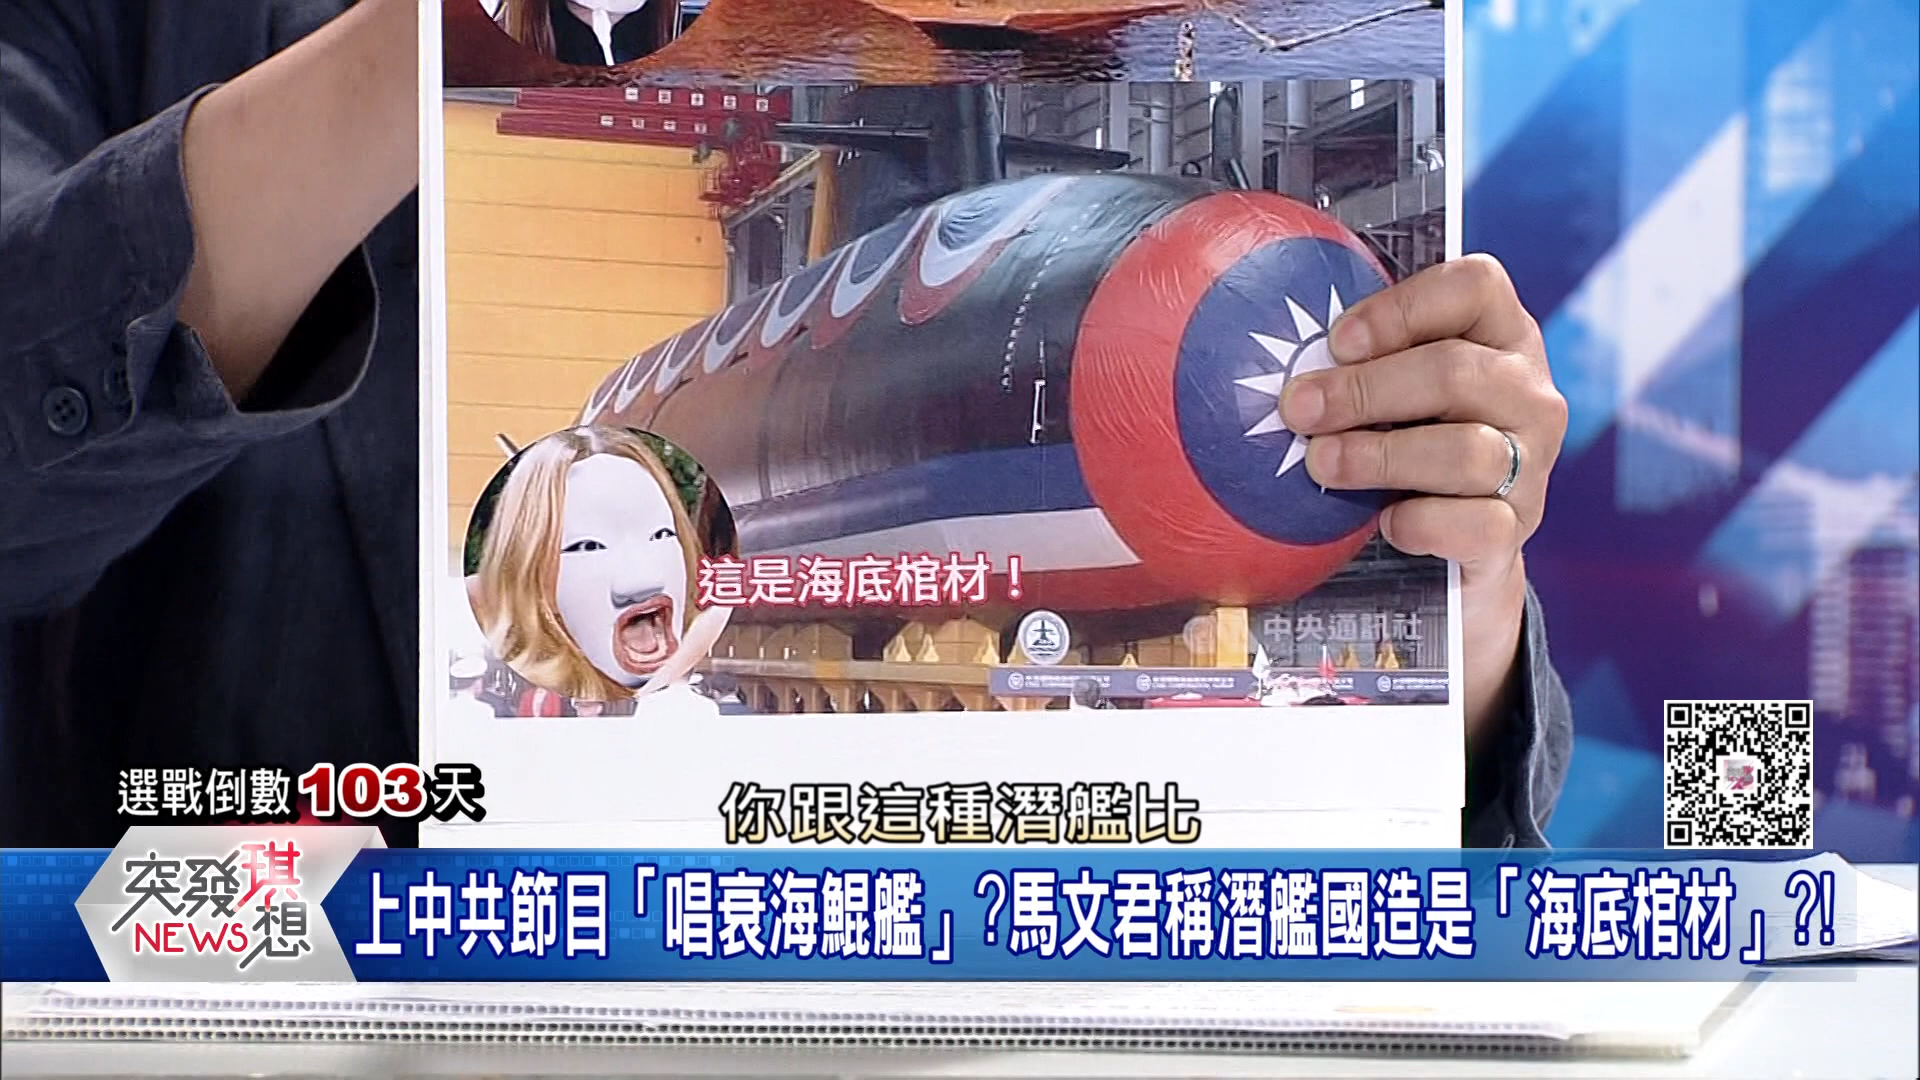 這是海底棺材！
中央通訊社
你跟這種潛艦比
選戰倒數103天
突發琪想
NEWS
上中共節目「唱衰海鯤艦」?馬文君稱潛艦國造是「海底棺材」?!